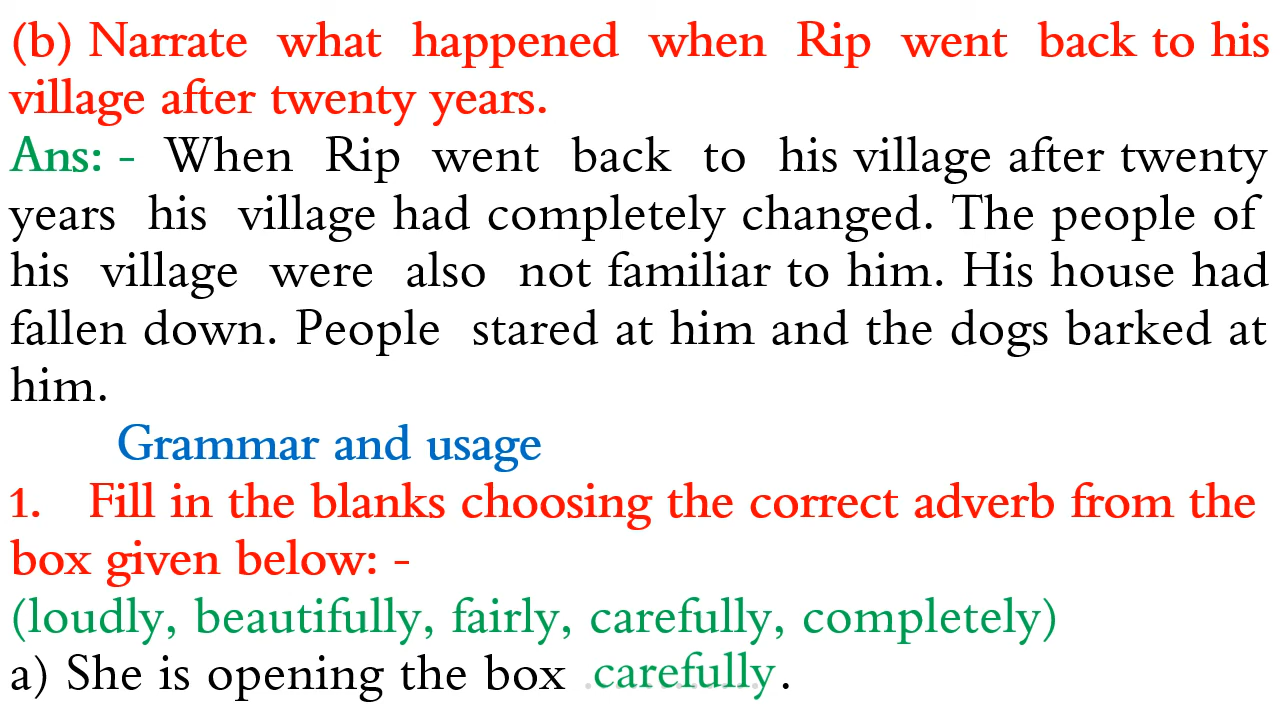 (b) Narrate what happened when Rip went back to his
village after twenty years.
Ans: - When Rip went back to his village after twenty
years his village had completely changed. The people of
his village were also not familiar to him. His house had
fallen down. People stared at him and the dogs barked at
him.
Grammar and usage
1. Fill in the blanks choosing the correct adverb from the
box given below: -
(loudly, beautifully, fairly, carefully, completely)
a) She is opening the box carefully.